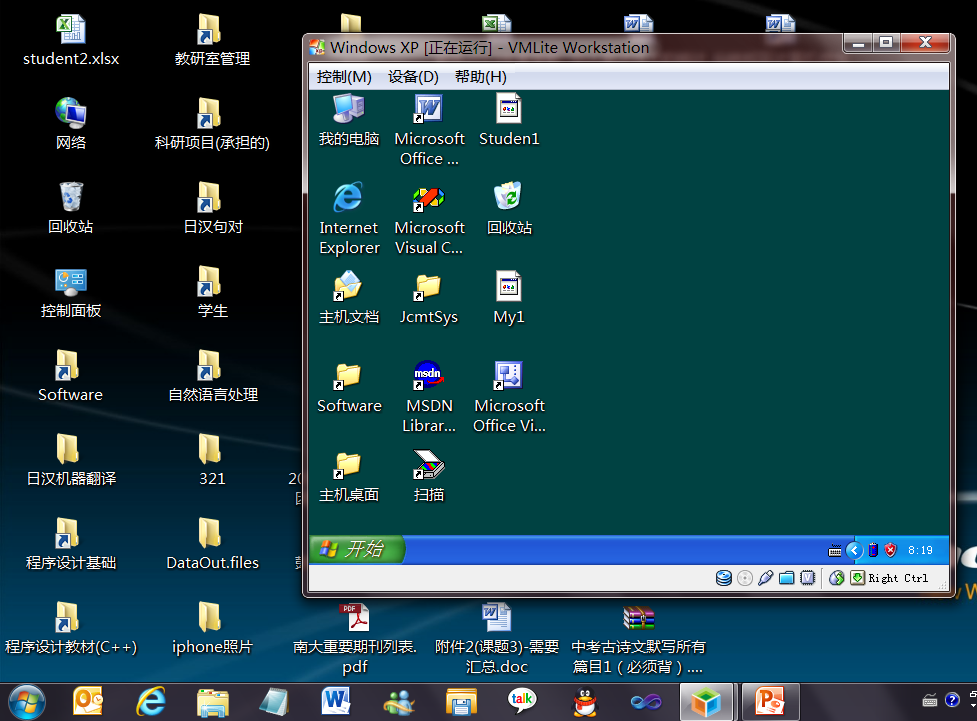 student2.xlsx
教研室管理
网络
科研项目(承担的)
回收站
日汉句对
控制面板
学生
Software
自然语言处理
日汉机器翻译
321
程序设计基础
DataOut.files
程序设计教材(C++)
iphone照片
南大重要期刊列表.
pdf
附件2(课题3)-需要
汇总.doc
中考古诗文默写所有
篇目1（必须背）....
Windows XP [正在运行] - VMLite Workstation
控制(M) 设备(D) 帮助(H)
我的电脑
Microsoft
Office ...
Studen1
Internet
Explorer
Microsoft
Visual C...
回收站
主机文档
JcmtSys
My1
Software
msdn
MSDN
Librar...
Microsoft
Office Vi...
主机桌面
扫描
开始
8:19
Right Ctrl
PDF
talk